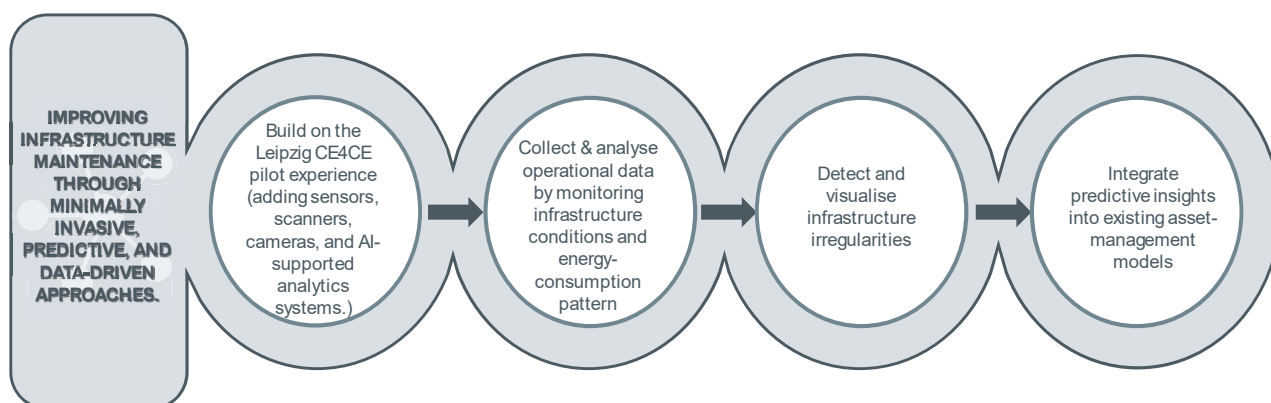 IMPROVING
INFRASTRUCTURE
MAINTENANCE
THROUGH
MINIMALLY
INVASIVE,
PREDICTIVE, AND
DATA-DRIVEN
APPROACHES.
Build on the
Leipzig CE4CE
pilot experience
(adding sensors,
scanners,
cameras, and AI-
supported
analytics
systems.)
Collect & analyse
operational data
by monitoring
infrastructure
conditions and
energy-
consumption
pattern
Detect and
visualise
infrastructure
irregularities
Integrate
predictive insights
into existing asset-
management
models